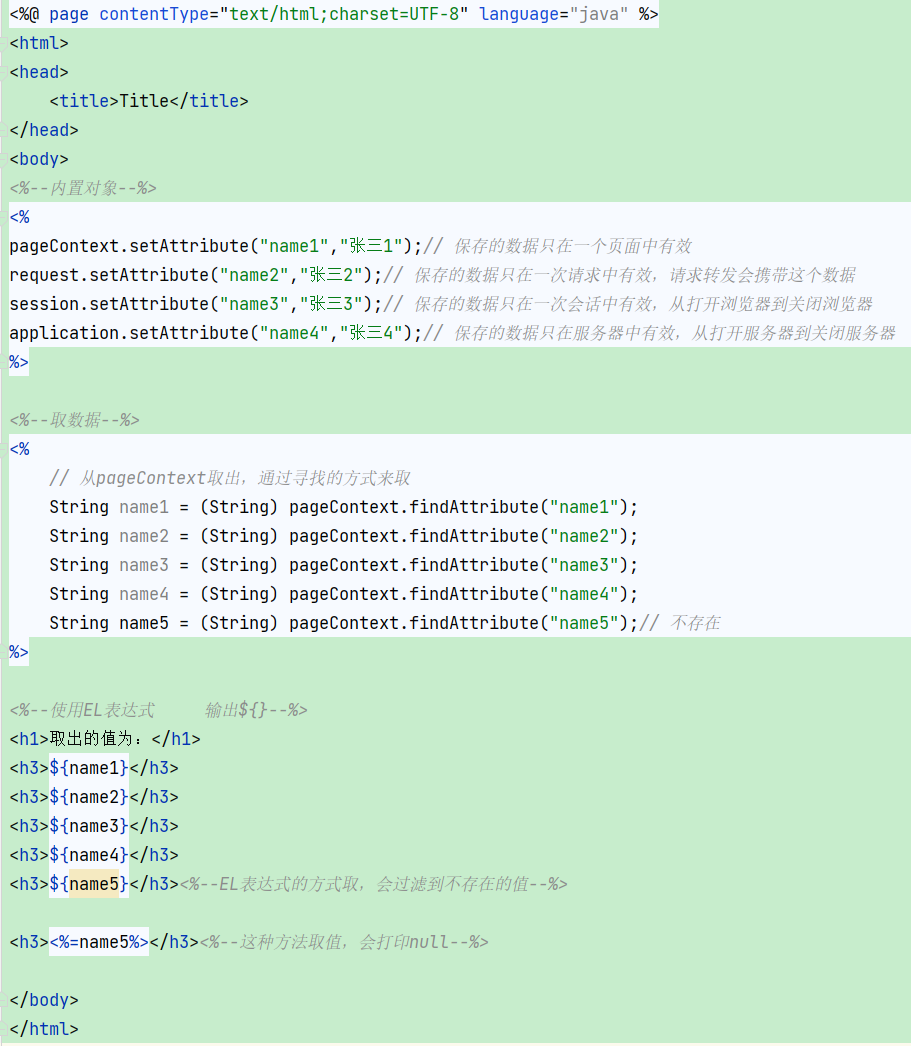 <%@ page contentType="text/html;charset=UTF-8" language="java" %>
<html>
<head>
    <title>Title</title>
</head>
<body>
<%--内置对象--%>
<%
pageContext.setAttribute("name1","张三1");// 保存的数据只在一个页面中有效
request.setAttribute("name2","张三2");// 保存的数据只在一次请求中有效，请求转发会携带这个数据
session.setAttribute("name3","张三3");// 保存的数据只在一次会话中有效，从打开浏览器到关闭浏览器
application.setAttribute("name4","张三4");// 保存的数据只在服务器中有效，从打开服务器到关闭服务器
%>
<%--取数据--%>
<%
    // 从pageContext取出，通过寻找的方式来取
    String name1 = (String) pageContext.findAttribute("name1");
    String name2 = (String) pageContext.findAttribute("name2");
    String name3 = (String) pageContext.findAttribute("name3");
    String name4 = (String) pageContext.findAttribute("name4");
    String name5 = (String) pageContext.findAttribute("name5");// 不存在
%>
<%--使用EL表达式     输出${}--%>
<h1>取出的值为：</h1>
<h3>${name1}</h3>
<h3>${name2}</h3>
<h3>${name3}</h3>
<h3>${name4}</h3>
<h3>${name5}</h3><%--EL表达式的方式取，会过滤到不存在的值--%>
<h3><%=name5%></h3><%--这种方法取值，会打印null--%>
</body>
</html>